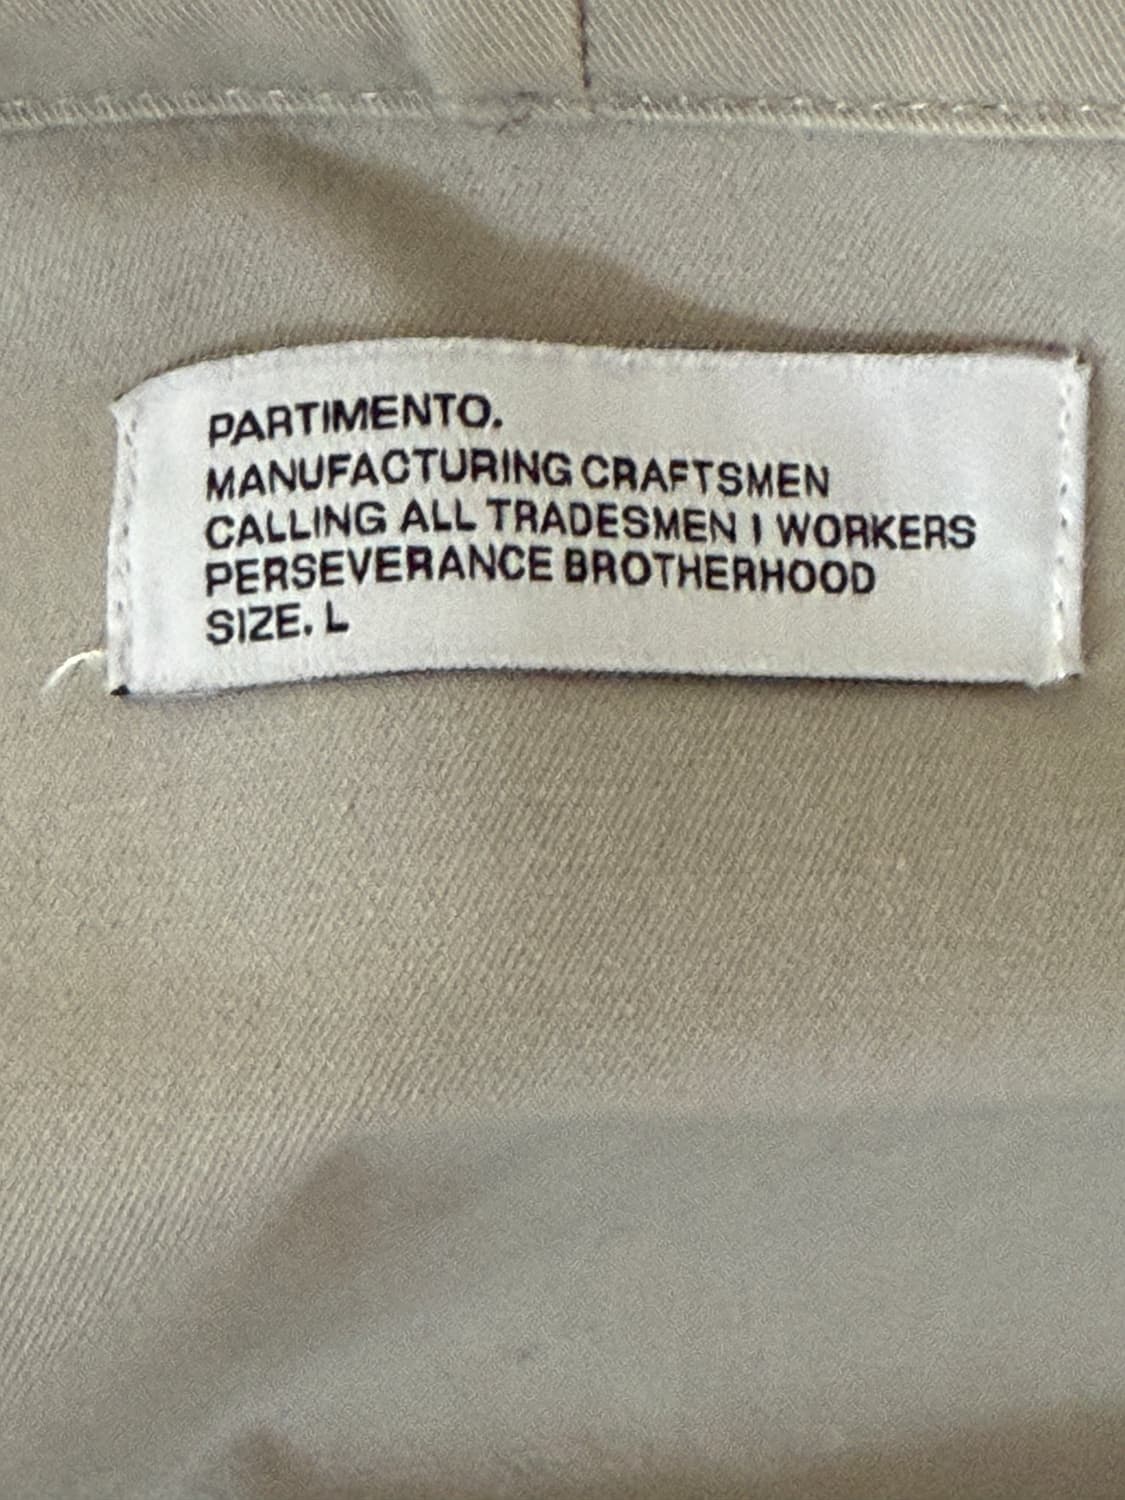 PARTIMENTO.
MANUFACTURING CRAFTSMEN
CALLING ALL TRADESMEN I WORKERS
PERSEVERANCE BROTHERHOOD
SIZE. L